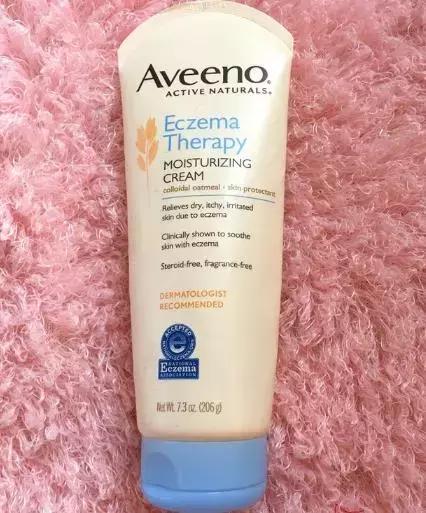 Aveeno®
ACTIVE NATURALS®
Eczema
Therapy
MOISTURIZING
CREAM
colloidal oatmeal • skin protectant
Relieves dry, itchy, irritated
skin due to eczema
Clinically shown to soothe
skin with eczema
Steroid-free, fragrance-free
DERMATOLOGIST
RECOMMENDED
ACCEPTED
e
NATIONAL
Eczema
ASSOCIATION
Net Wt. 7.3 oz. (206 g)